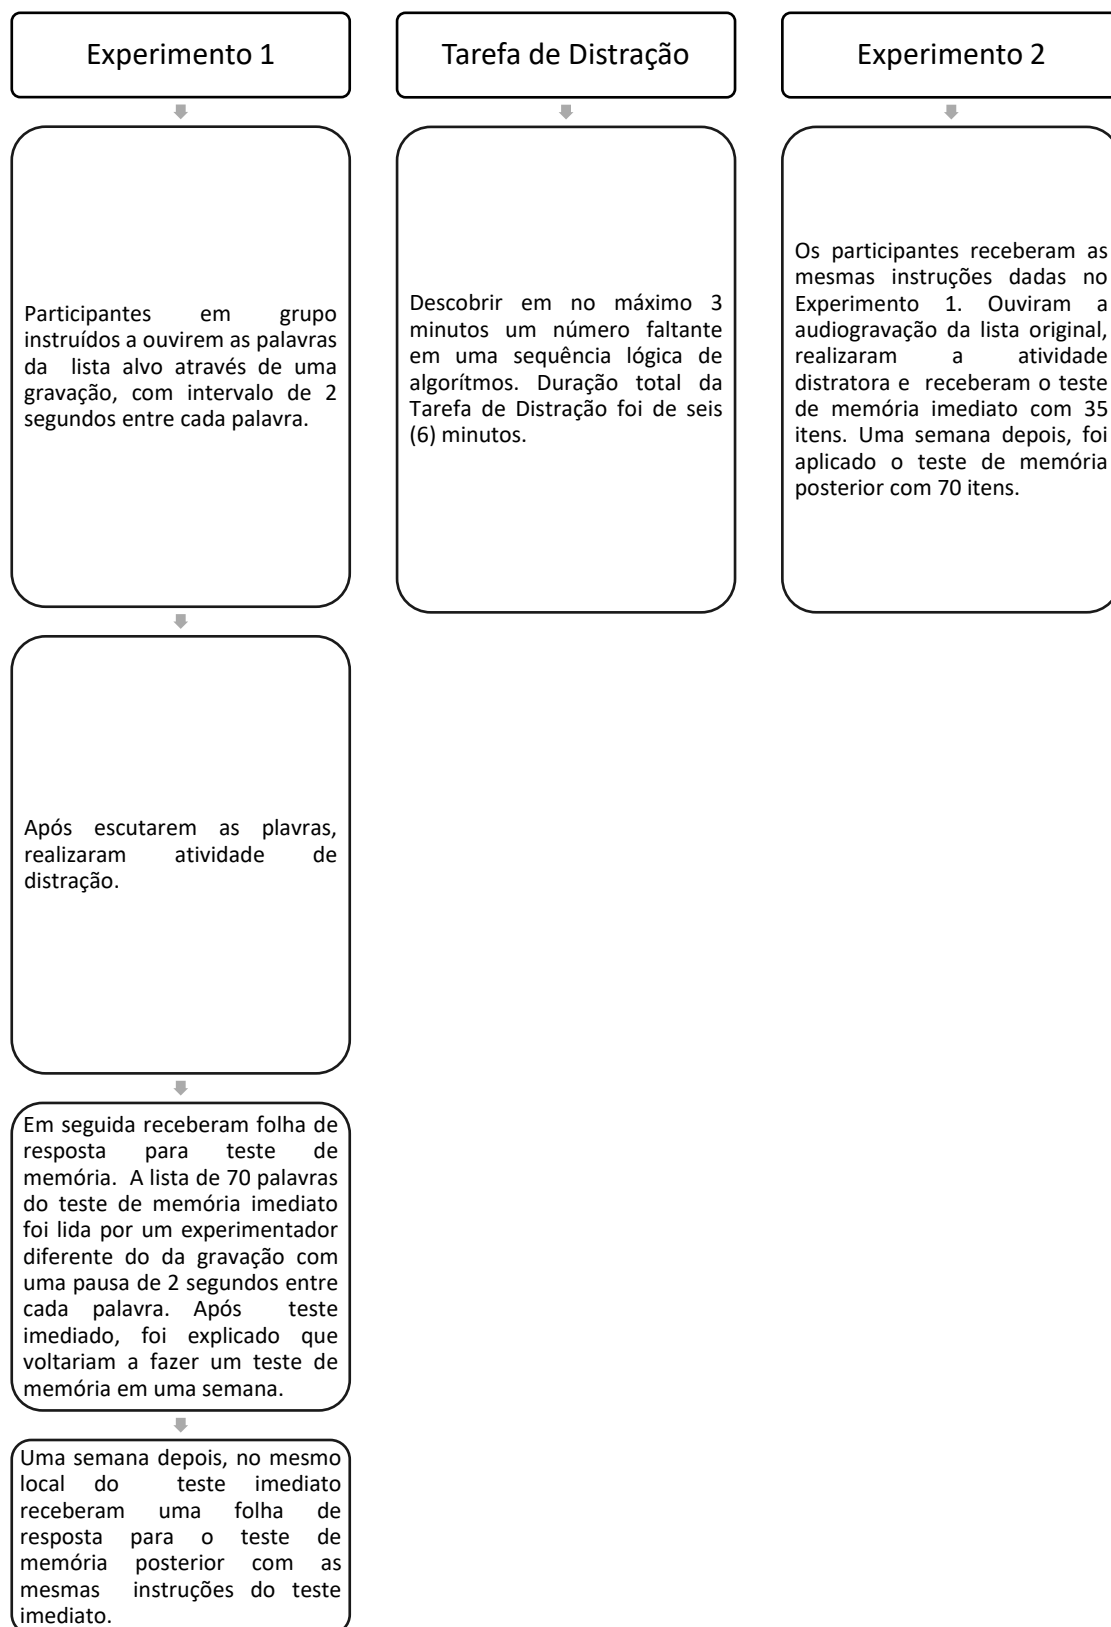 Experimento 1
Participantes em grupo
instruídos a ouvirem as palavras
da lista alvo através de uma
gravação, com intervalo de 2
segundos entre cada palavra.
Após escutarem as plavras,
realizaram atividade de
distração.
Em seguida receberam folha de
resposta para teste de
memória. A lista de 70 palavras
do teste de memória imediato
foi lida por um experimentador
diferente do da gravação com
uma pausa de 2 segundos entre
cada palavra. Após teste
imediado, foi explicado que
voltariam a fazer um teste de
memória em uma semana.
Uma semana depois, no mesmo
local do teste imediato
receberam uma folha de
resposta para o teste de
memória posterior com as
mesmas instruções do teste
imediato.
Tarefa de Distração
Descobrir em no máximo 3
minutos um número faltante
em uma sequência lógica de
algorítmos. Duração total da
Tarefa de Distração foi de seis
(6) minutos.
Experimento 2
Os participantes receberam as
mesmas instruções dadas no
Experimento 1. Ouviram a
audiogravação da lista original,
realizaram a atividade
distratora e receberam o teste
de memória imediato com 35
itens. Uma semana depois, foi
aplicado o teste de memória
posterior com 70 itens.